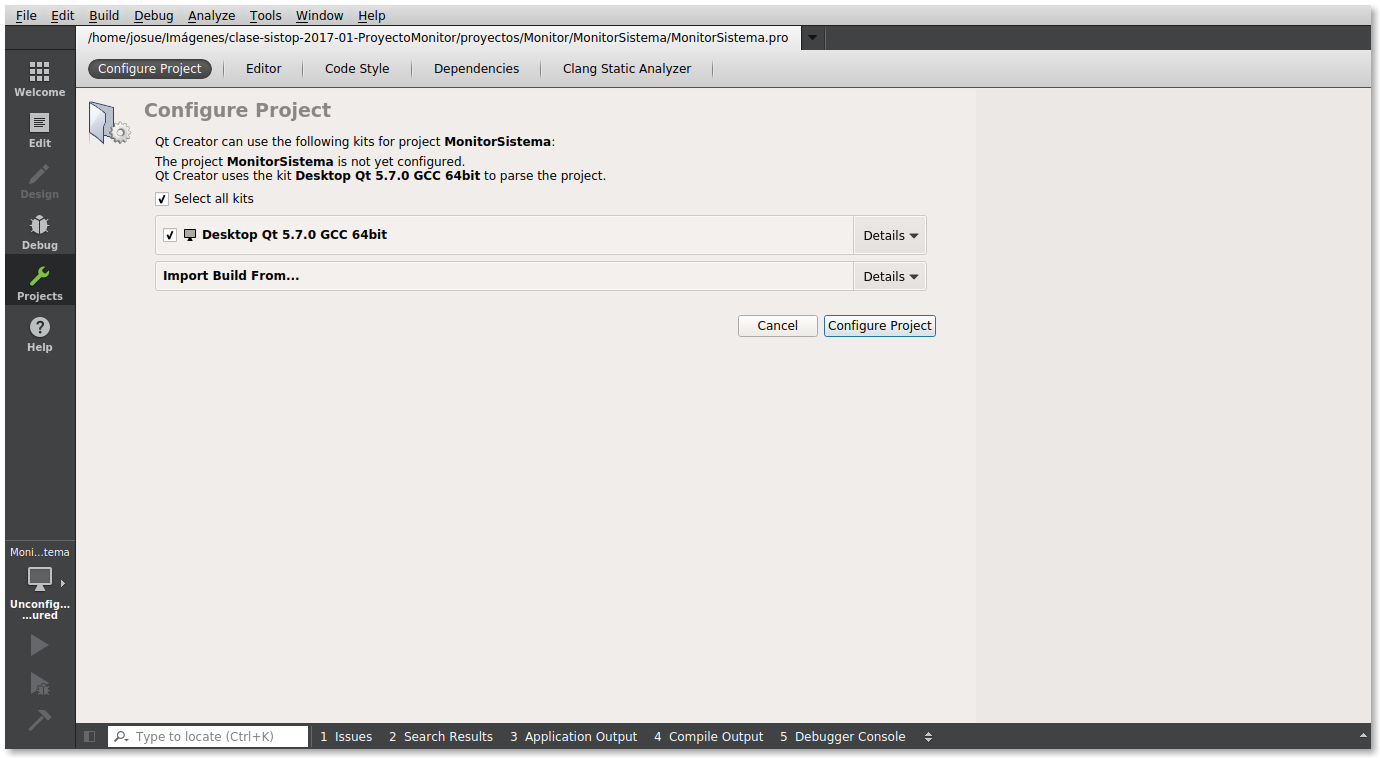 File Edit Build Debug Analyze Tools Window Help
/home/josue/Imágenes/clase-sistop-2017-01-ProyectoMonitor/proyectos/Monitor/MonitorSistema/MonitorSistema.pro
Configure Project Editor Code Style Dependencies Clang Static Analyzer
Welcome
Edit
Design
Debug
Projects
Help
Configure Project
Qt Creator can use the following kits for project MonitorSistema:
The project MonitorSistema is not yet configured.
Qt Creator uses the kit Desktop Qt 5.7.0 GCC 64bit to parse the project.
Select all kits
Desktop Qt 5.7.0 GCC 64bit Details
Import Build From... Details
Cancel Configure Project
Moni...tema
Unconfig...
...ured
Type to locate (Ctrl+K) 1 Issues 2 Search Results 3 Application Output 4 Compile Output 5 Debugger Console